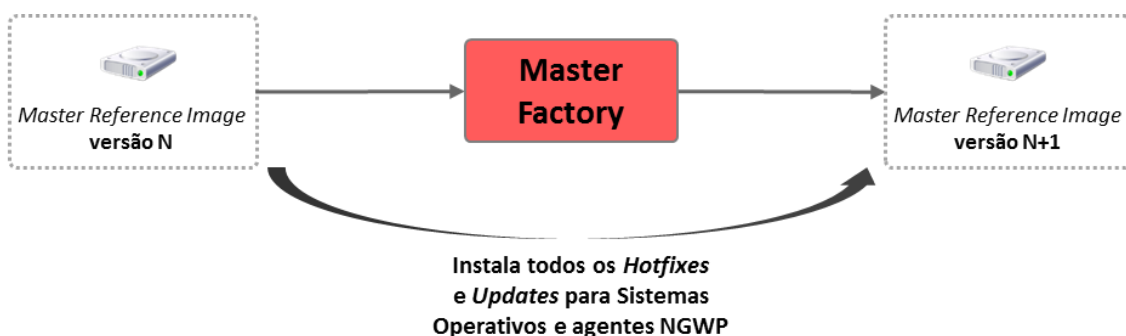 Master Reference Image
versão N
Master
Factory
Master Reference Image
versão N+1
Instala todos os Hotfixes
e Updates para Sistemas
Operativos e agentes NGWP